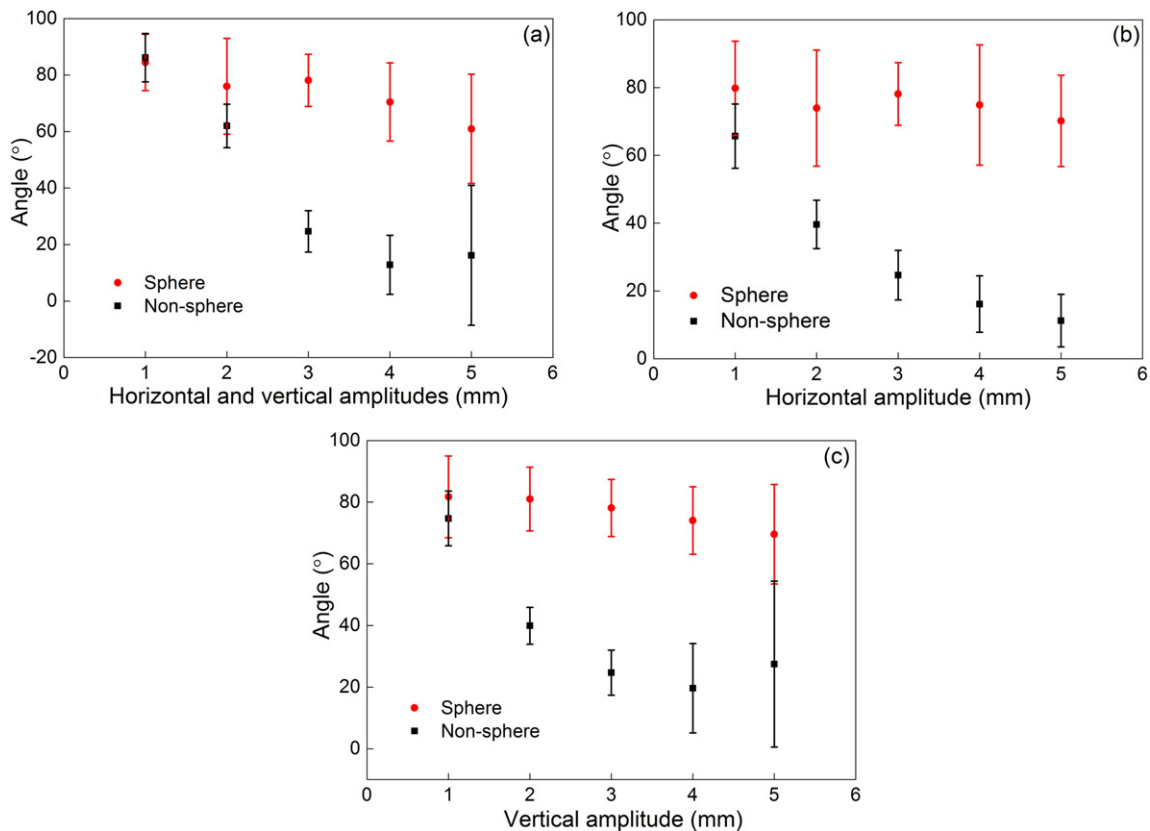 (a)
100
80
60
40
20
0
-20
Angle (°)
Sphere
Non-sphere
0 1 2 3 4 5 6
Horizontal and vertical amplitudes (mm)
(b)
100
80
60
40
20
0
Angle (°)
Sphere
Non-sphere
0 1 2 3 4 5 6
Horizontal amplitude (mm)
(c)
100
80
60
40
20
0
Angle (°)
Sphere
Non-sphere
0 1 2 3 4 5 6
Vertical amplitude (mm)